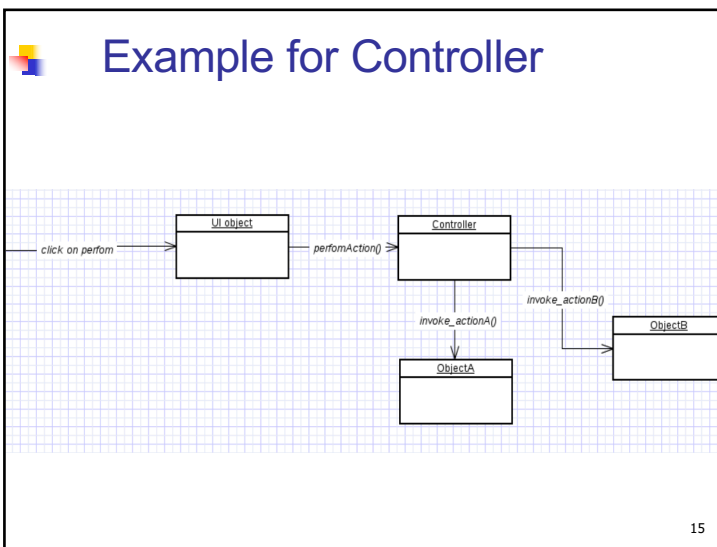 Example for Controller
UI object
click on perfom
perfomAction()
Controller
invoke_actionA()
invoke_actionB()
ObjectA
ObjectB
15